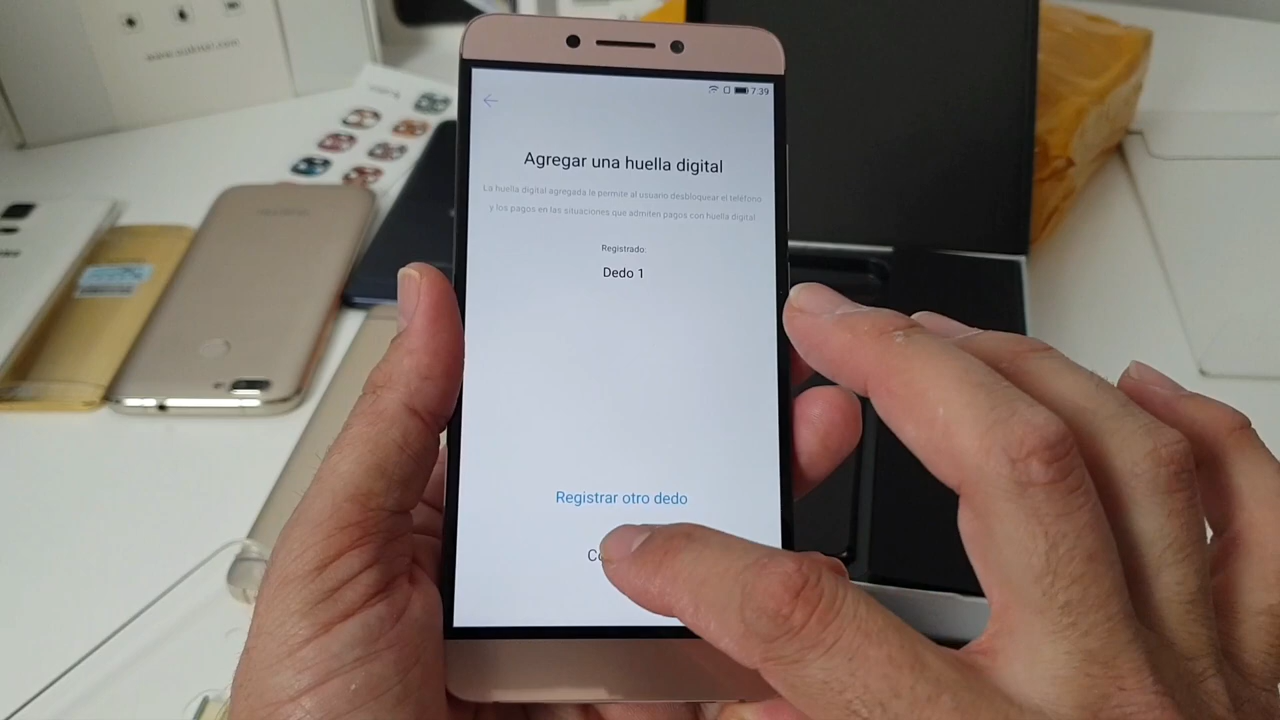 7:39
Agregar una huella digital
La huella digital agregada le permite al usuario desbloquear el teléfono
y los pagos en las situaciones que admiten pagos con huella digital
Registrado:
Dedo 1
Registrar otro dedo